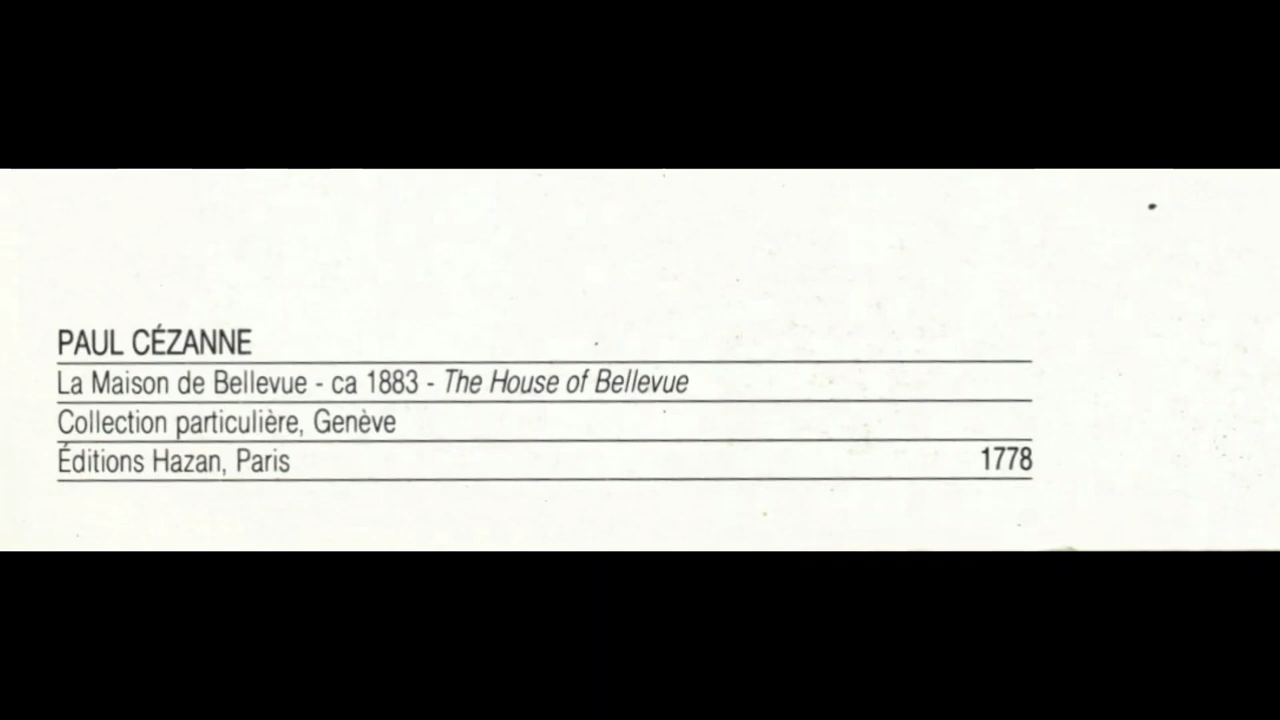 PAUL CÉZANNE
La Maison de Bellevue - ca 1883 - The House of Bellevue
Collection particulière, Genève
Éditions Hazan, Paris 1778